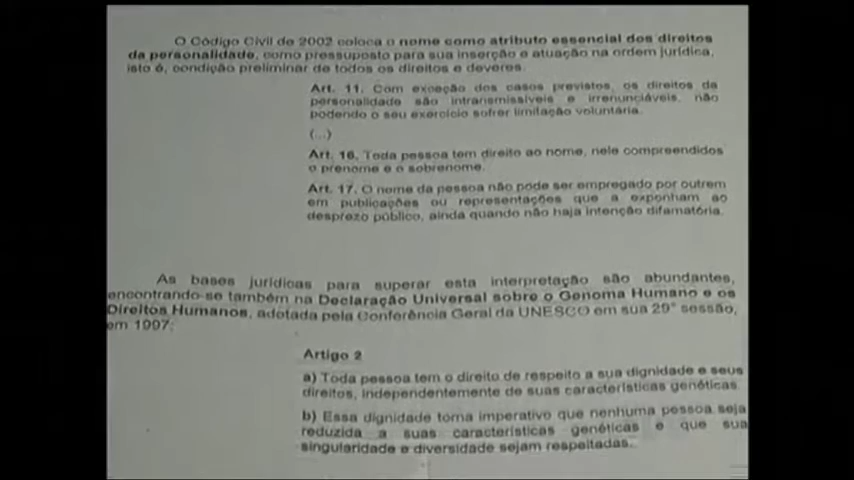 O Código Civil de 2002 coloca o nome como atributo essencial dos direitos
da personalidade, como pressuposto para sua inserção e atuação na ordem jurídica,
isto é, condição preliminar de todos os direitos e deveres.
Art. 11. Com exceção dos casos previstos, os direitos da
personalidade são intransmissíveis e irrenunciáveis, não
podendo o seu exercício sofrer limitação voluntária.
(...)
Art. 16. Toda pessoa tem direito ao nome, nele compreendidos
o prenome e o sobrenome.
Art. 17. O nome da pessoa não pode ser empregado por outrem
em publicações ou representações que a exponham ao
desprezo público, ainda quando não haja intenção difamatória.
As bases jurídicas para superar esta interpretação são abundantes,
encontrando-se também na Declaração Universal sobre o Genoma Humano e os
Direitos Humanos, adotada pela Conferência Geral da UNESCO em sua 29ª sessão,
em 1997:
Artigo 2
a) Toda pessoa tem o direito de respeito a sua dignidade e seus
direitos, independentemente de suas características genéticas.
b) Essa dignidade torna imperativo que nenhuma pessoa seja
reduzida a suas características genéticas e que sua
singularidade e diversidade sejam respeitadas.